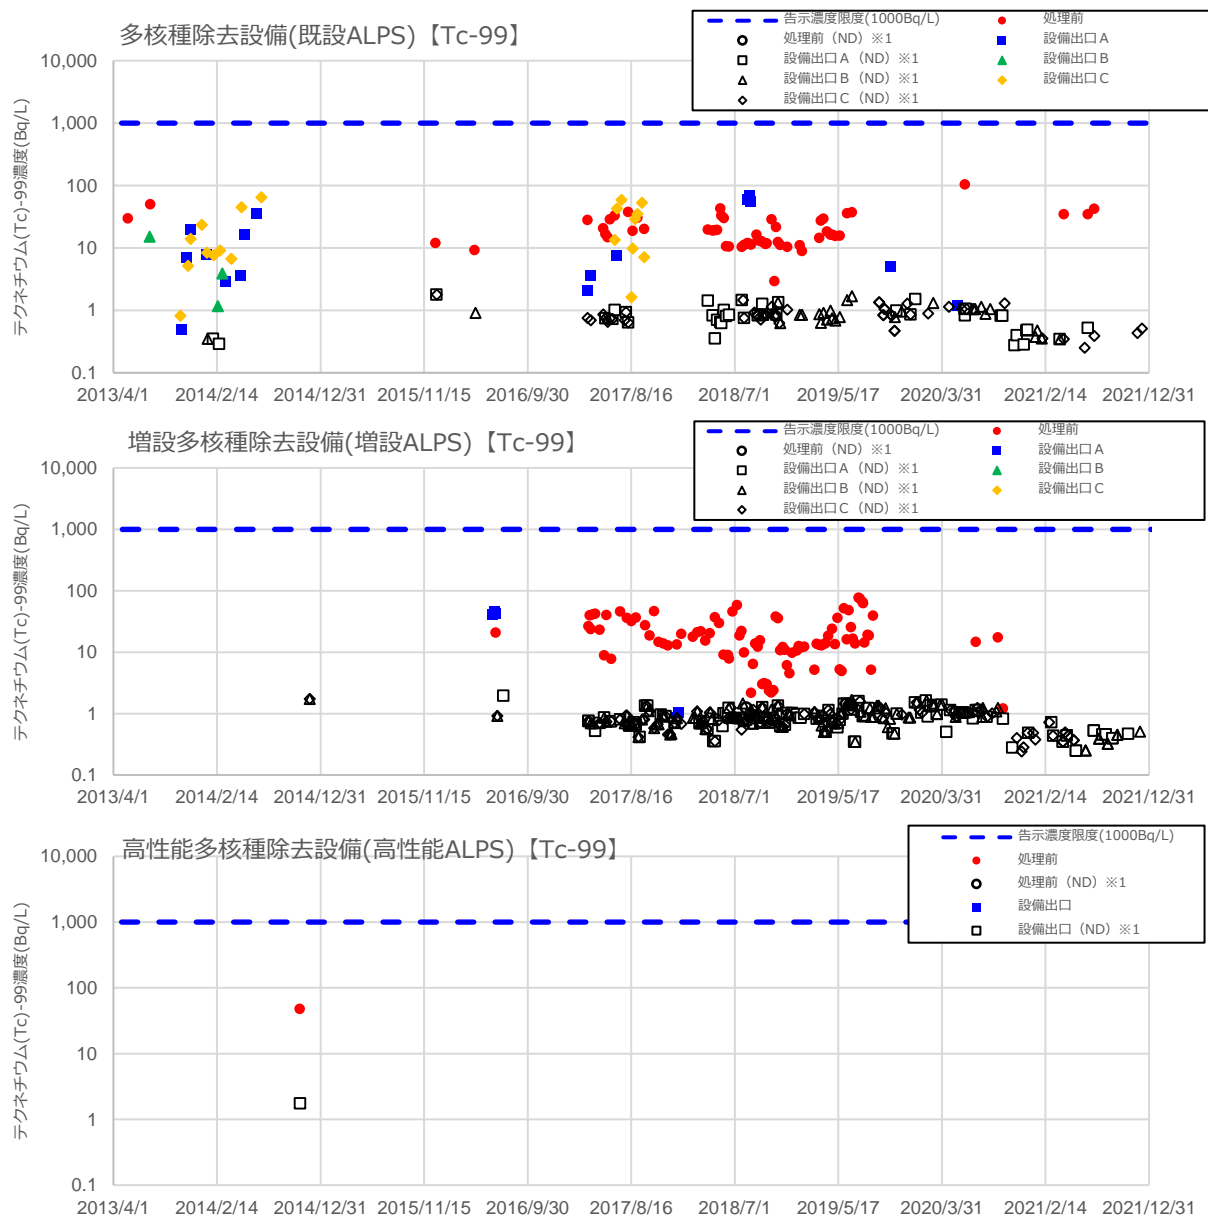 多核種除去設備(既設ALPS)【Tc-99】
告示濃度限度(1000Bq/L)
処理前
処理前（ND）※1
設備出口A
設備出口A（ND）※1
設備出口B
設備出口B（ND）※1
設備出口C
設備出口C（ND）※1
テクネチウム(Tc)-99濃度(Bq/L)
10,000
1,000
100
10
1
0.1
2013/4/1 2014/2/14 2014/12/31 2015/11/15 2016/9/30 2017/8/16 2018/7/1 2019/5/17 2020/3/31 2021/2/14 2021/12/31
増設多核種除去設備(増設ALPS)【Tc-99】
告示濃度限度(1000Bq/L)
処理前
処理前（ND）※1
設備出口A
設備出口A（ND）※1
設備出口B
設備出口B（ND）※1
設備出口C
設備出口C（ND）※1
テクネチウム(Tc)-99濃度(Bq/L)
10,000
1,000
100
10
1
0.1
2013/4/1 2014/2/14 2014/12/31 2015/11/15 2016/9/30 2017/8/16 2018/7/1 2019/5/17 2020/3/31 2021/2/14 2021/12/31
高性能多核種除去設備(高性能ALPS)【Tc-99】
告示濃度限度(1000Bq/L)
処理前
処理前（ND）※1
設備出口
設備出口（ND）※1
テクネチウム(Tc)-99濃度(Bq/L)
10,000
1,000
100
10
1
0.1
2013/4/1 2014/2/14 2014/12/31 2015/11/15 2016/9/30 2017/8/16 2018/7/1 2019/5/17 2020/3/31 2021/2/14 2021/12/31